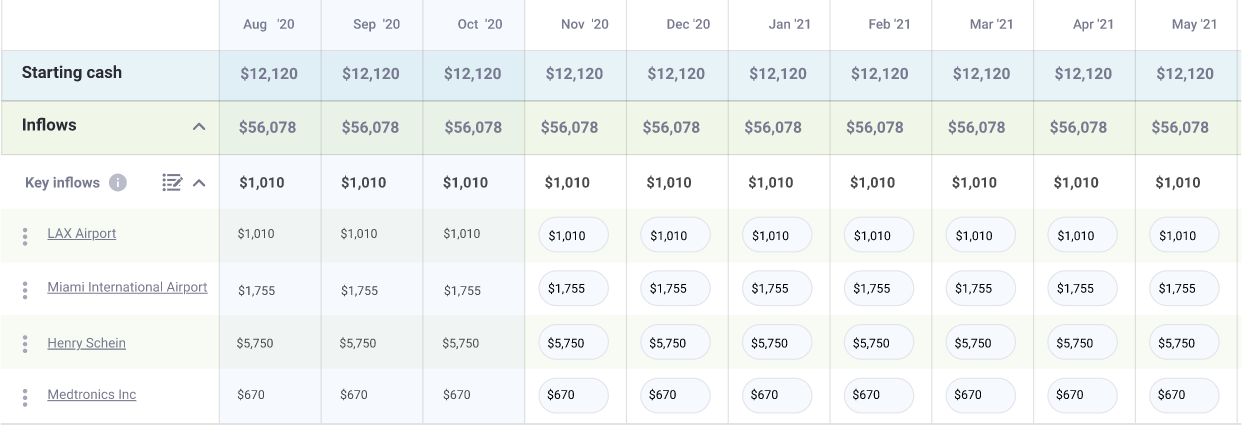 Aug '20 Sep '20 Oct '20 Nov '20 Dec '20 Jan '21 Feb '21 Mar '21 Apr '21 May '21
Starting cash $12,120 $12,120 $12,120 $12,120 $12,120 $12,120 $12,120 $12,120 $12,120 $12,120
Inflows $56,078 $56,078 $56,078 $56,078 $56,078 $56,078 $56,078 $56,078 $56,078 $56,078
Key inflows i $1,010 $1,010 $1,010 $1,010 $1,010 $1,010 $1,010 $1,010 $1,010 $1,010
LAX Airport $1,010 $1,010 $1,010 $1,010 $1,010 $1,010 $1,010 $1,010 $1,010 $1,010
Miami International Airport $1,755 $1,755 $1,755 $1,755 $1,755 $1,755 $1,755 $1,755 $1,755 $1,755
Henry Schein $5,750 $5,750 $5,750 $5,750 $5,750 $5,750 $5,750 $5,750 $5,750 $5,750
Medtronics Inc $670 $670 $670 $670 $670 $670 $670 $670 $670 $670